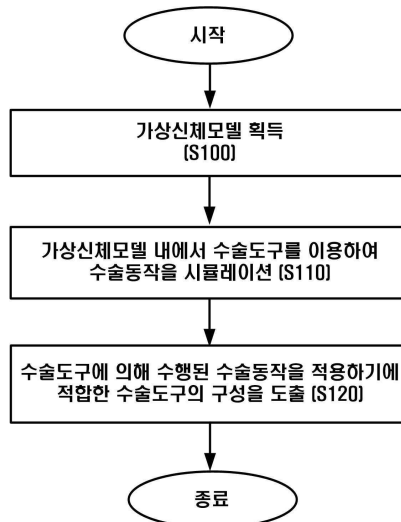 시작
가상신체모델 획득
(S100)
가상신체모델 내에서 수술도구를 이용하여
수술동작을 시뮬레이션 (S110)
수술도구에 의해 수행된 수술동작을 적용하기에
적합한 수술도구의 구성을 도출 (S120)
종료